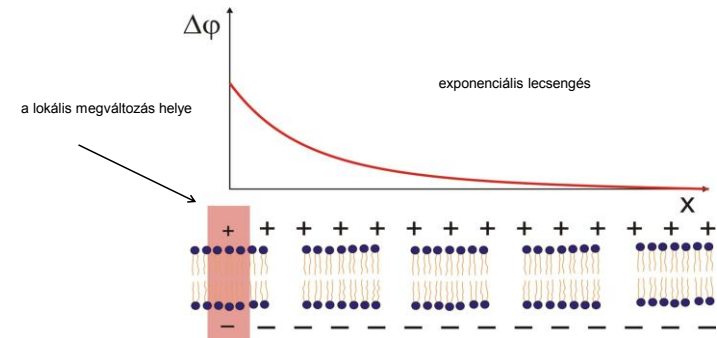 Δφ
exponenciális lecsengés
a lokális megváltozás helye
x
+ + + + + + + + + + + + + +
− − − − − − − − − − − − − −